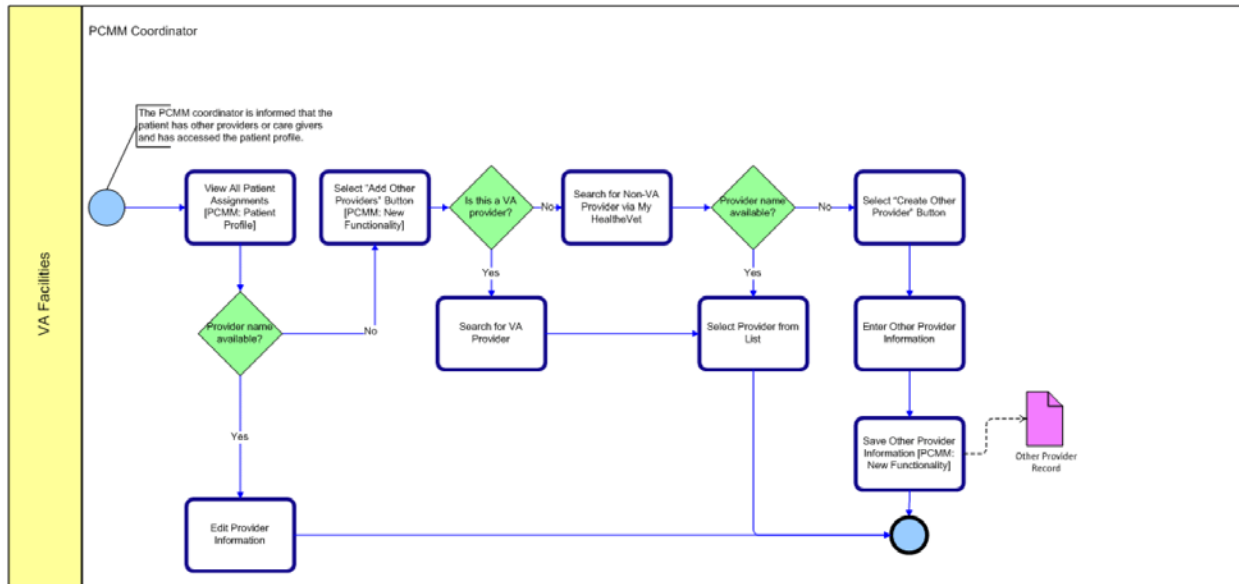 PCMM Coordinator
VA Facilities
The PCMM coordinator is informed that the
patient has other providers or care givers
and has accessed the patient profile.
View All Patient
Assignments
[PCMM: Patient
Profile]
Select "Add Other
Providers" Button
[PCMM: New
Functionality]
Is this a VA
provider?
No
Search for Non-VA
Provider via My
HealtheVet
Provider name
available?
No
Select "Create Other
Provider" Button
Yes
Yes
Provider name
available?
No
Search for VA
Provider
Select Provider from
List
Enter Other Provider
Information
Yes
Save Other Provider
Information [PCMM:
New Functionality]
Other Provider
Record
Edit Provider
Information